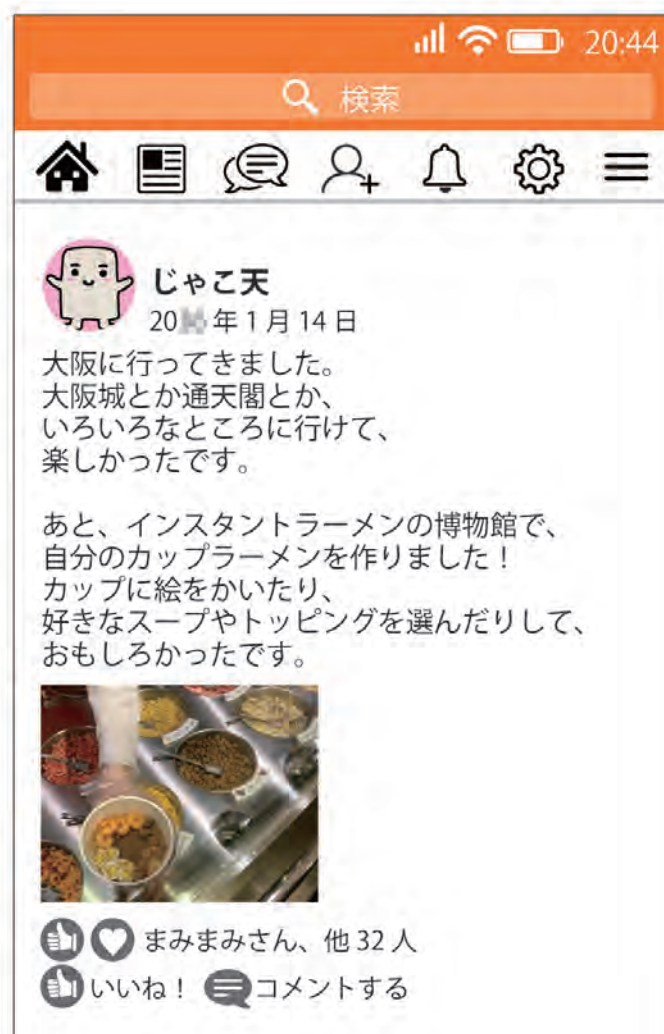 20:44
検索
じゃこ天
20 年1月14日
大阪に行ってきました。
大阪城とか通天閣とか、
いろいろなところに行けて、
楽しかったです。
あと、インスタントラーメンの博物館で、
自分のカップラーメンを作りました!
カップに絵をかいたり、
好きなスープやトッピングを選んだりして、
おもしろかったです。
まみまみさん、他32人
いいね! コメントする